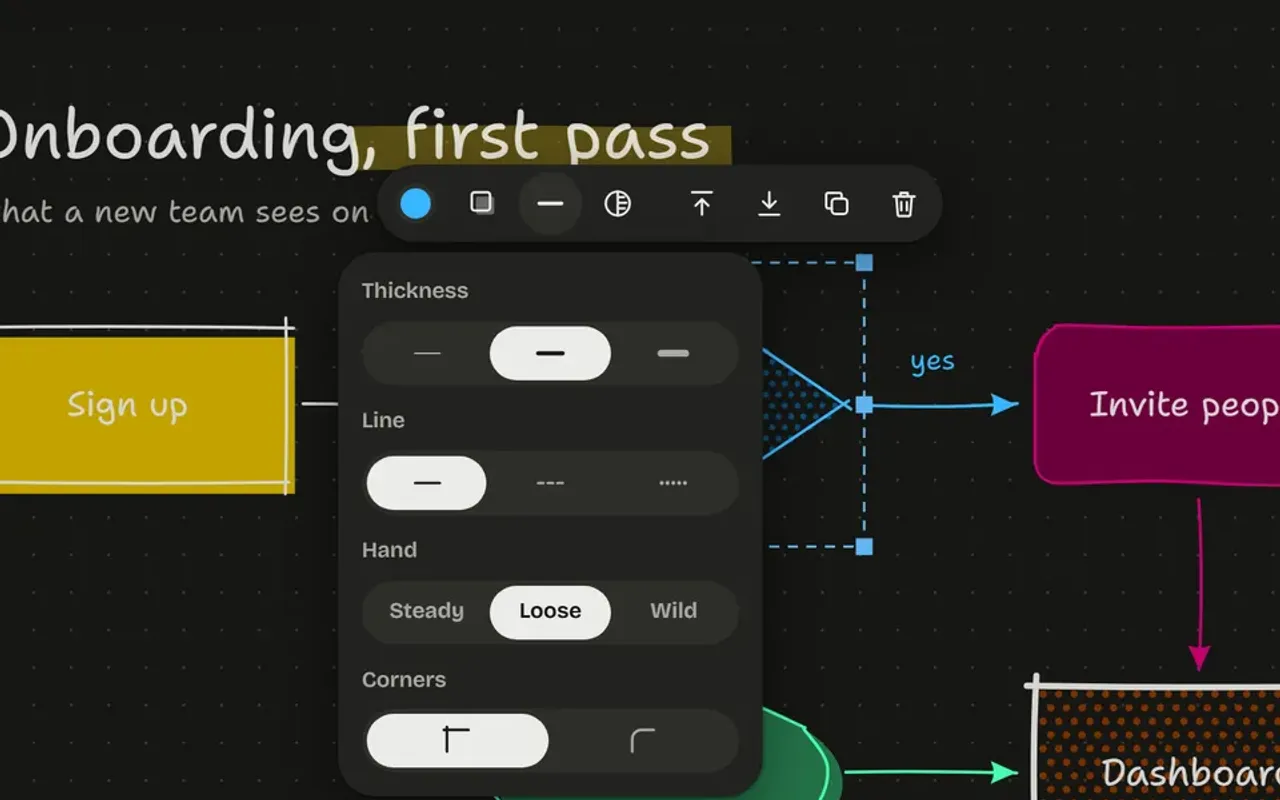 Onboarding, first pass
hat a new team sees on
Thickness
Line
Hand
Steady Loose Wild
Corners
Sign up
yes
Invite peop
Dashboar